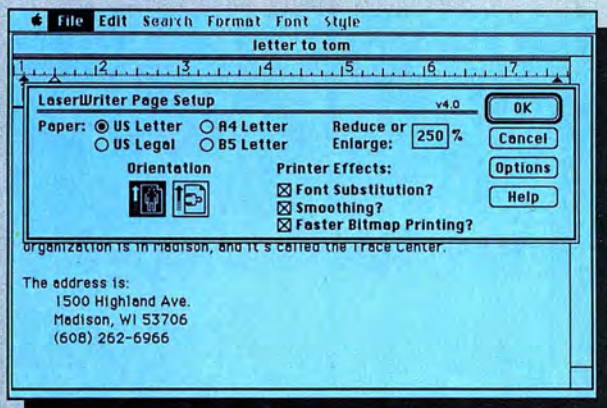 File Edit Search Format Font Style
letter to tom
1 2 3 4 5 6 7
LaserWriter Page Setup v4.0 OK
Paper: US Letter A4 Letter Reduce or Enlarge: 250 % Cancel
US Legal B5 Letter
Orientation Printer Effects: Options
Font Substitution? Help
Smoothing?
Faster Bitmap Printing?
organization is in Madison, and it's called the Trace Center.
The address is:
1500 Highland Ave.
Madison, WI 53706
(608) 262-6966